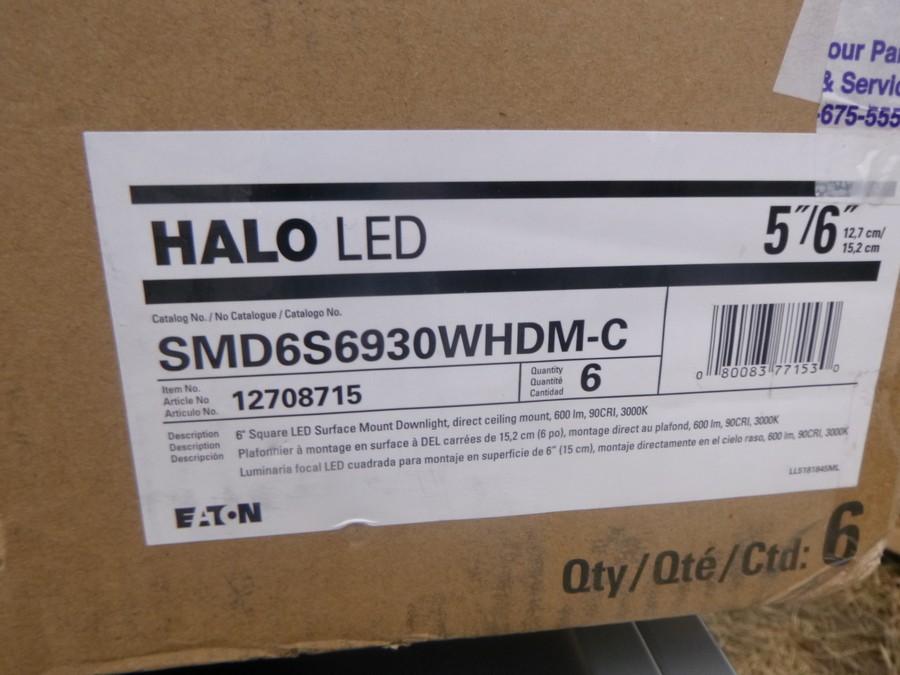 our
& Servic
-675-555
HALO LED
5"/6" 12,7 cm/
15,2 cm
Catalog No. / No Catalogue / Catalogo No.
SMD6S6930WHDM-C
0 80083 77153 0
Item No.
Article No
Articulo No.
12708715
Quantity
Quantité
Cantidad
6
Description 6" Square LED Surface Mount Downlight, direct ceiling mount, 600 lm, 90CRI, 3000K
Description Plafonnier à montage en surface à DEL carrées de 15,2 cm (6 po), montage direct au plafond, 600 lm, 90CRI, 3000K
Descripción Luminaria focal LED cuadrada para montaje en superficie de 6" (15 cm), montaje directamente en el cielo raso, 600 lm, 90CRI, 3000K
LL5181845ML
EATON
Qty/Qté/Ctd: 6